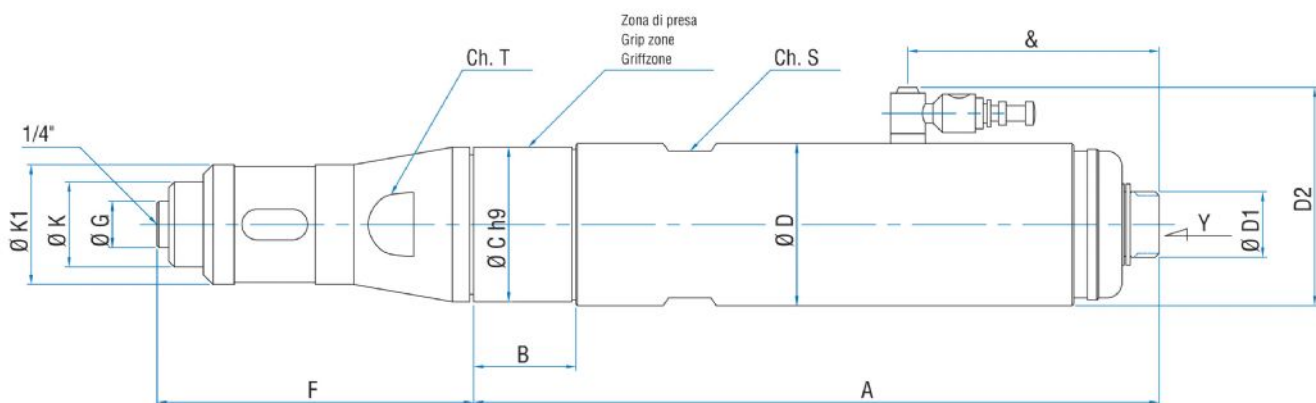 Zona di presa
Grip zone
Griffzone
&
Ch. T
Ch. S
1/4"
D2
Ø K1
Ø K
Ø G
Ø C h9
Ø D
Y
Ø D1
B
F
A